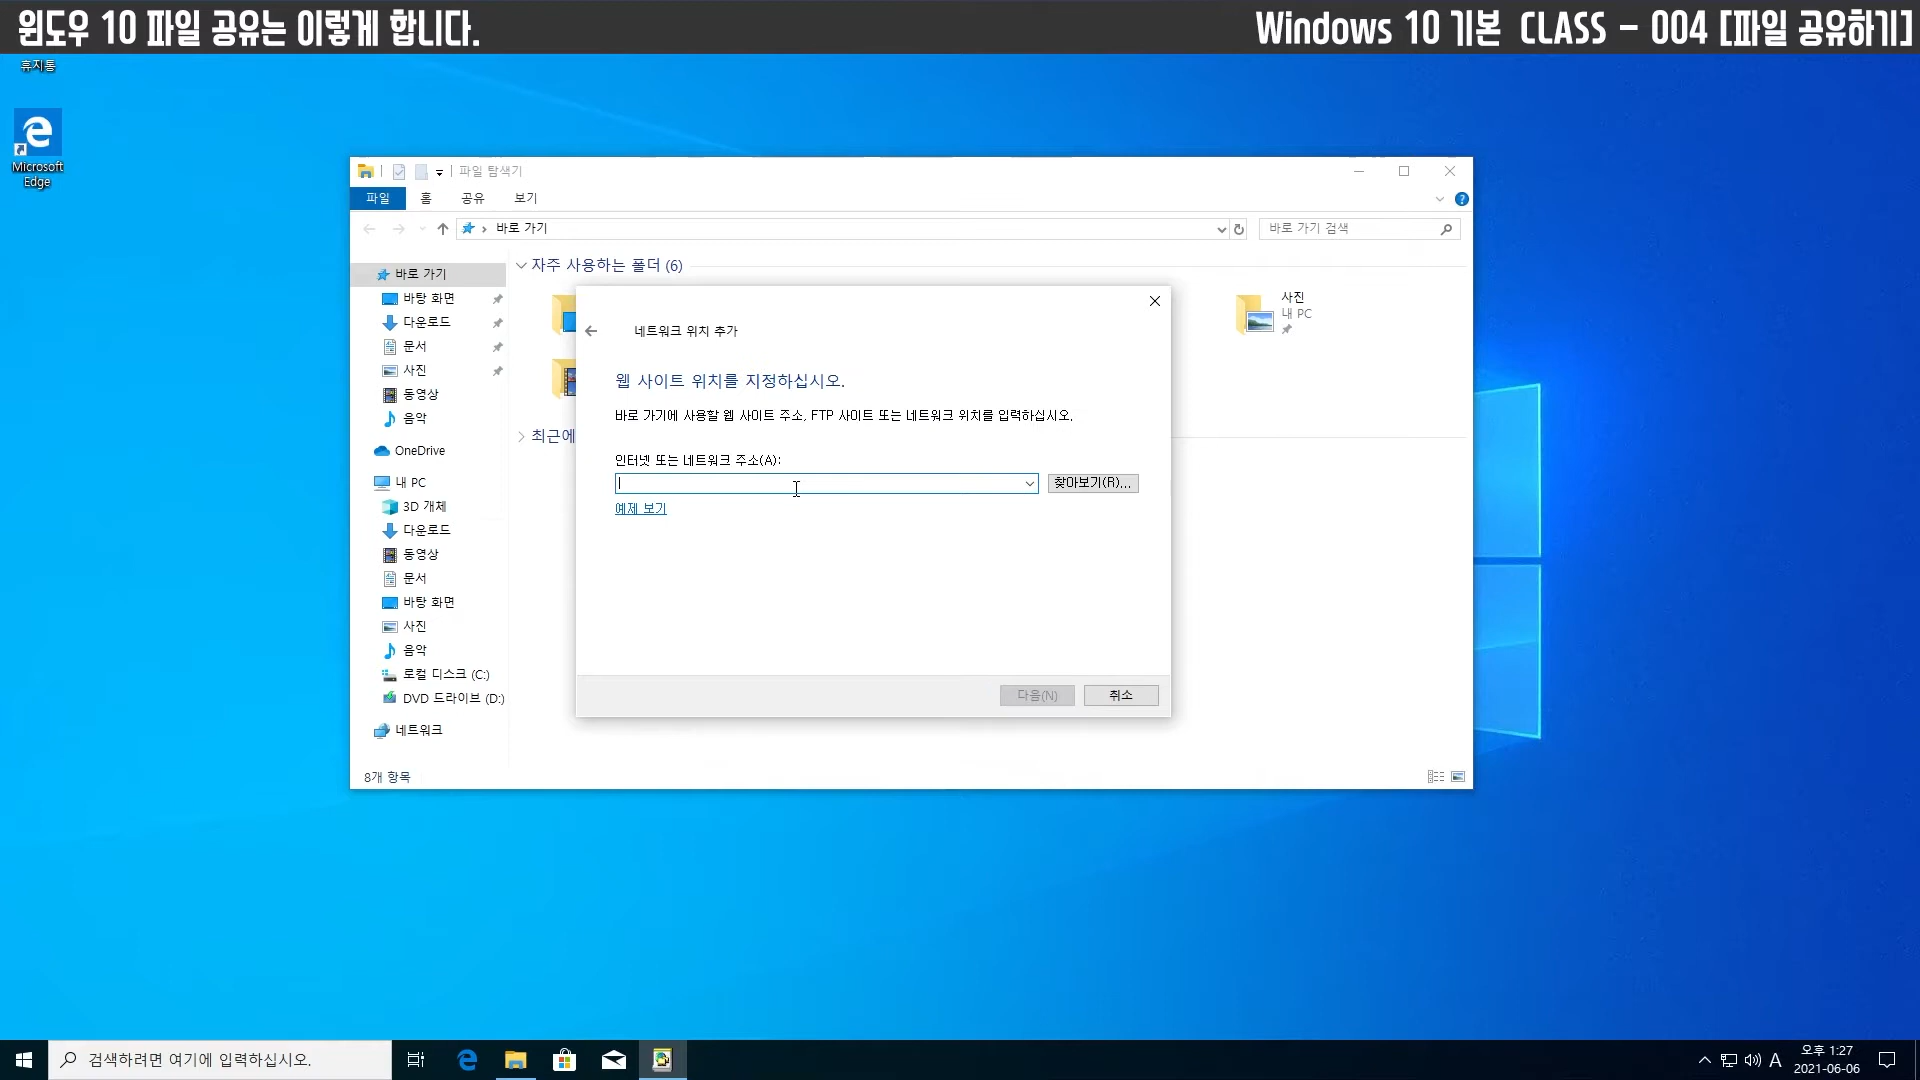 윈도우 10 파일 공유는 이렇게 합니다.
Windows 10 기본 CLASS - 004 [파일 공유하기]
휴지통
Microsoft
Edge
파일 탐색기
파일
홈
공유
보기
바로 가기
바로 가기 검색
바로 가기
바탕 화면
다운로드
문서
사진
동영상
음악
OneDrive
내 PC
3D 개체
다운로드
동영상
문서
바탕 화면
사진
음악
로컬 디스크 (C:)
DVD 드라이브 (D:)
네트워크
8개 항목
자주 사용하는 폴더 (6)
사진
내 PC
최근에
네트워크 위치 추가
웹 사이트 위치를 지정하십시오.
바로 가기에 사용할 웹 사이트 주소, FTP 사이트 또는 네트워크 위치를 입력하십시오.
인터넷 또는 네트워크 주소(A):
찾아보기(R)...
예제 보기
다음(N)
취소
검색하려면 여기에 입력하십시오.
A
오후 1:27
2021-06-06